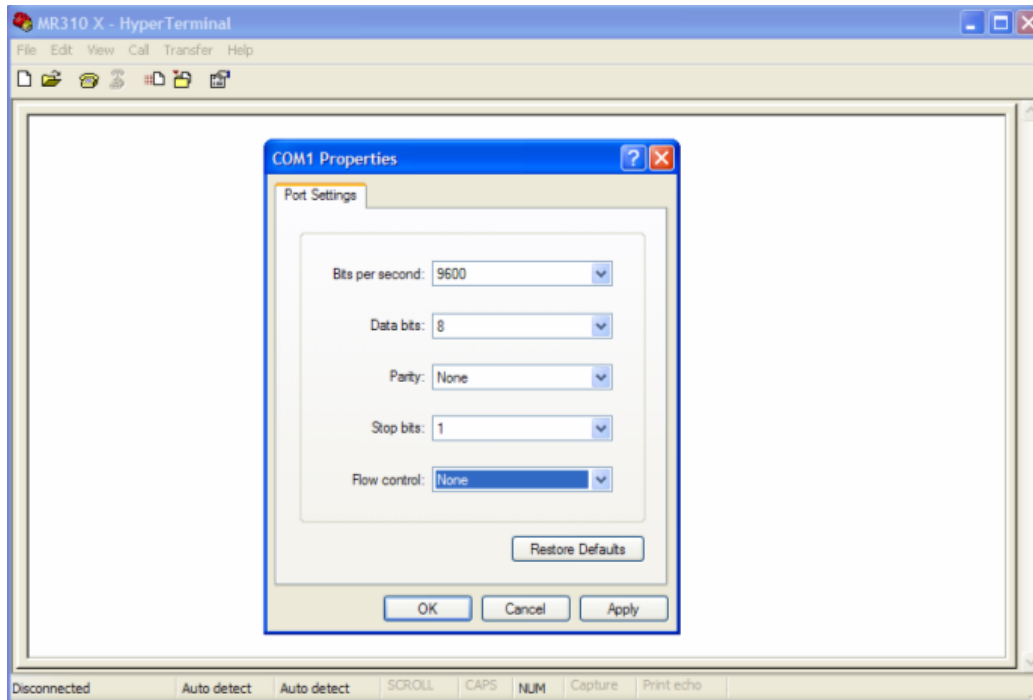 MR310 X - HyperTerminal
File Edit View Call Transfer Help
COM1 Properties
Port Settings
Bits per second: 9600
Data bits: 8
Parity: None
Stop bits: 1
Flow control: None
Restore Defaults
OK Cancel Apply
Disconnected Auto detect Auto detect SCROLL CAPS NUM Capture Print echo